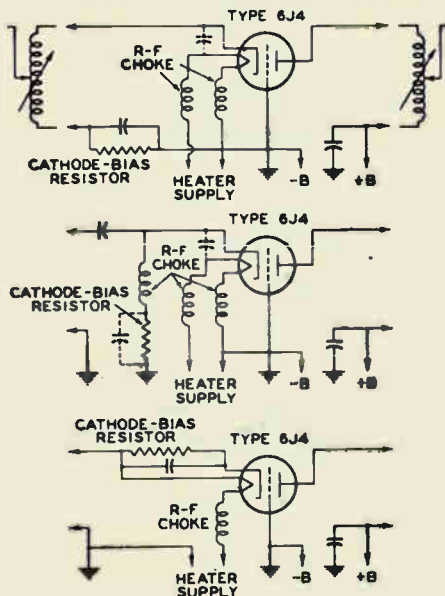 TYPE 6J4
R-F
CHOKE
CATHODE-BIAS
RESISTOR
HEATER
SUPPLY
-B
+B
TYPE 6J4
R-F
CHOKE
CATHODE-BIAS
RESISTOR
HEATER
SUPPLY
-B
+B
CATHODE-BIAS
RESISTOR
TYPE 6J4
R-F
CHOKE
HEATER
SUPPLY
-B
+B